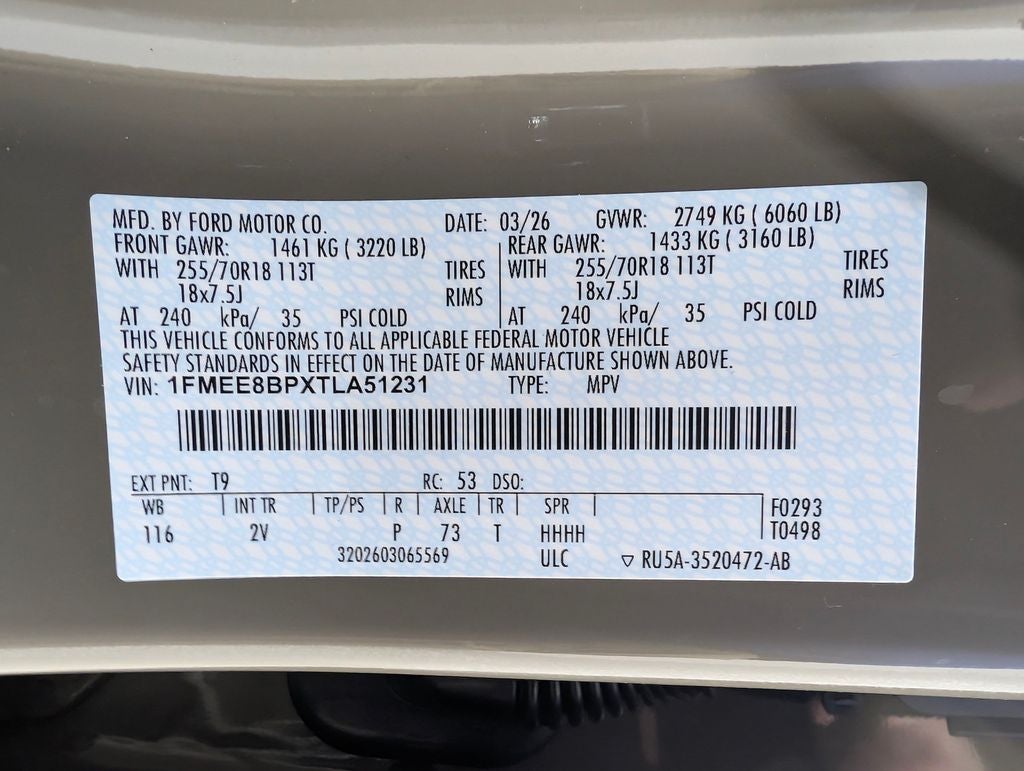 MFD. BY FORD MOTOR CO. DATE: 03/26 GVWR: 2749 KG ( 6060 LB)
FRONT GAWR: 1461 KG ( 3220 LB) REAR GAWR: 1433 KG ( 3160 LB)
WITH 255/70R18 113T TIRES WITH 255/70R18 113T TIRES
18x7.5J RIMS 18x7.5J RIMS
AT 240 kPa/ 35 PSI COLD AT 240 kPa/ 35 PSI COLD
THIS VEHICLE CONFORMS TO ALL APPLICABLE FEDERAL MOTOR VEHICLE
SAFETY STANDARDS IN EFFECT ON THE DATE OF MANUFACTURE SHOWN ABOVE.
VIN: 1FMEE8BPXTLA51231 TYPE: MPV
EXT PNT: T9 RC: 53 DSO:
WB INT TR TP/PS R AXLE TR SPR F0293
116 2V P 73 T HHHH T0498
3202603065569 ULC ▽ RU5A-3520472-AB